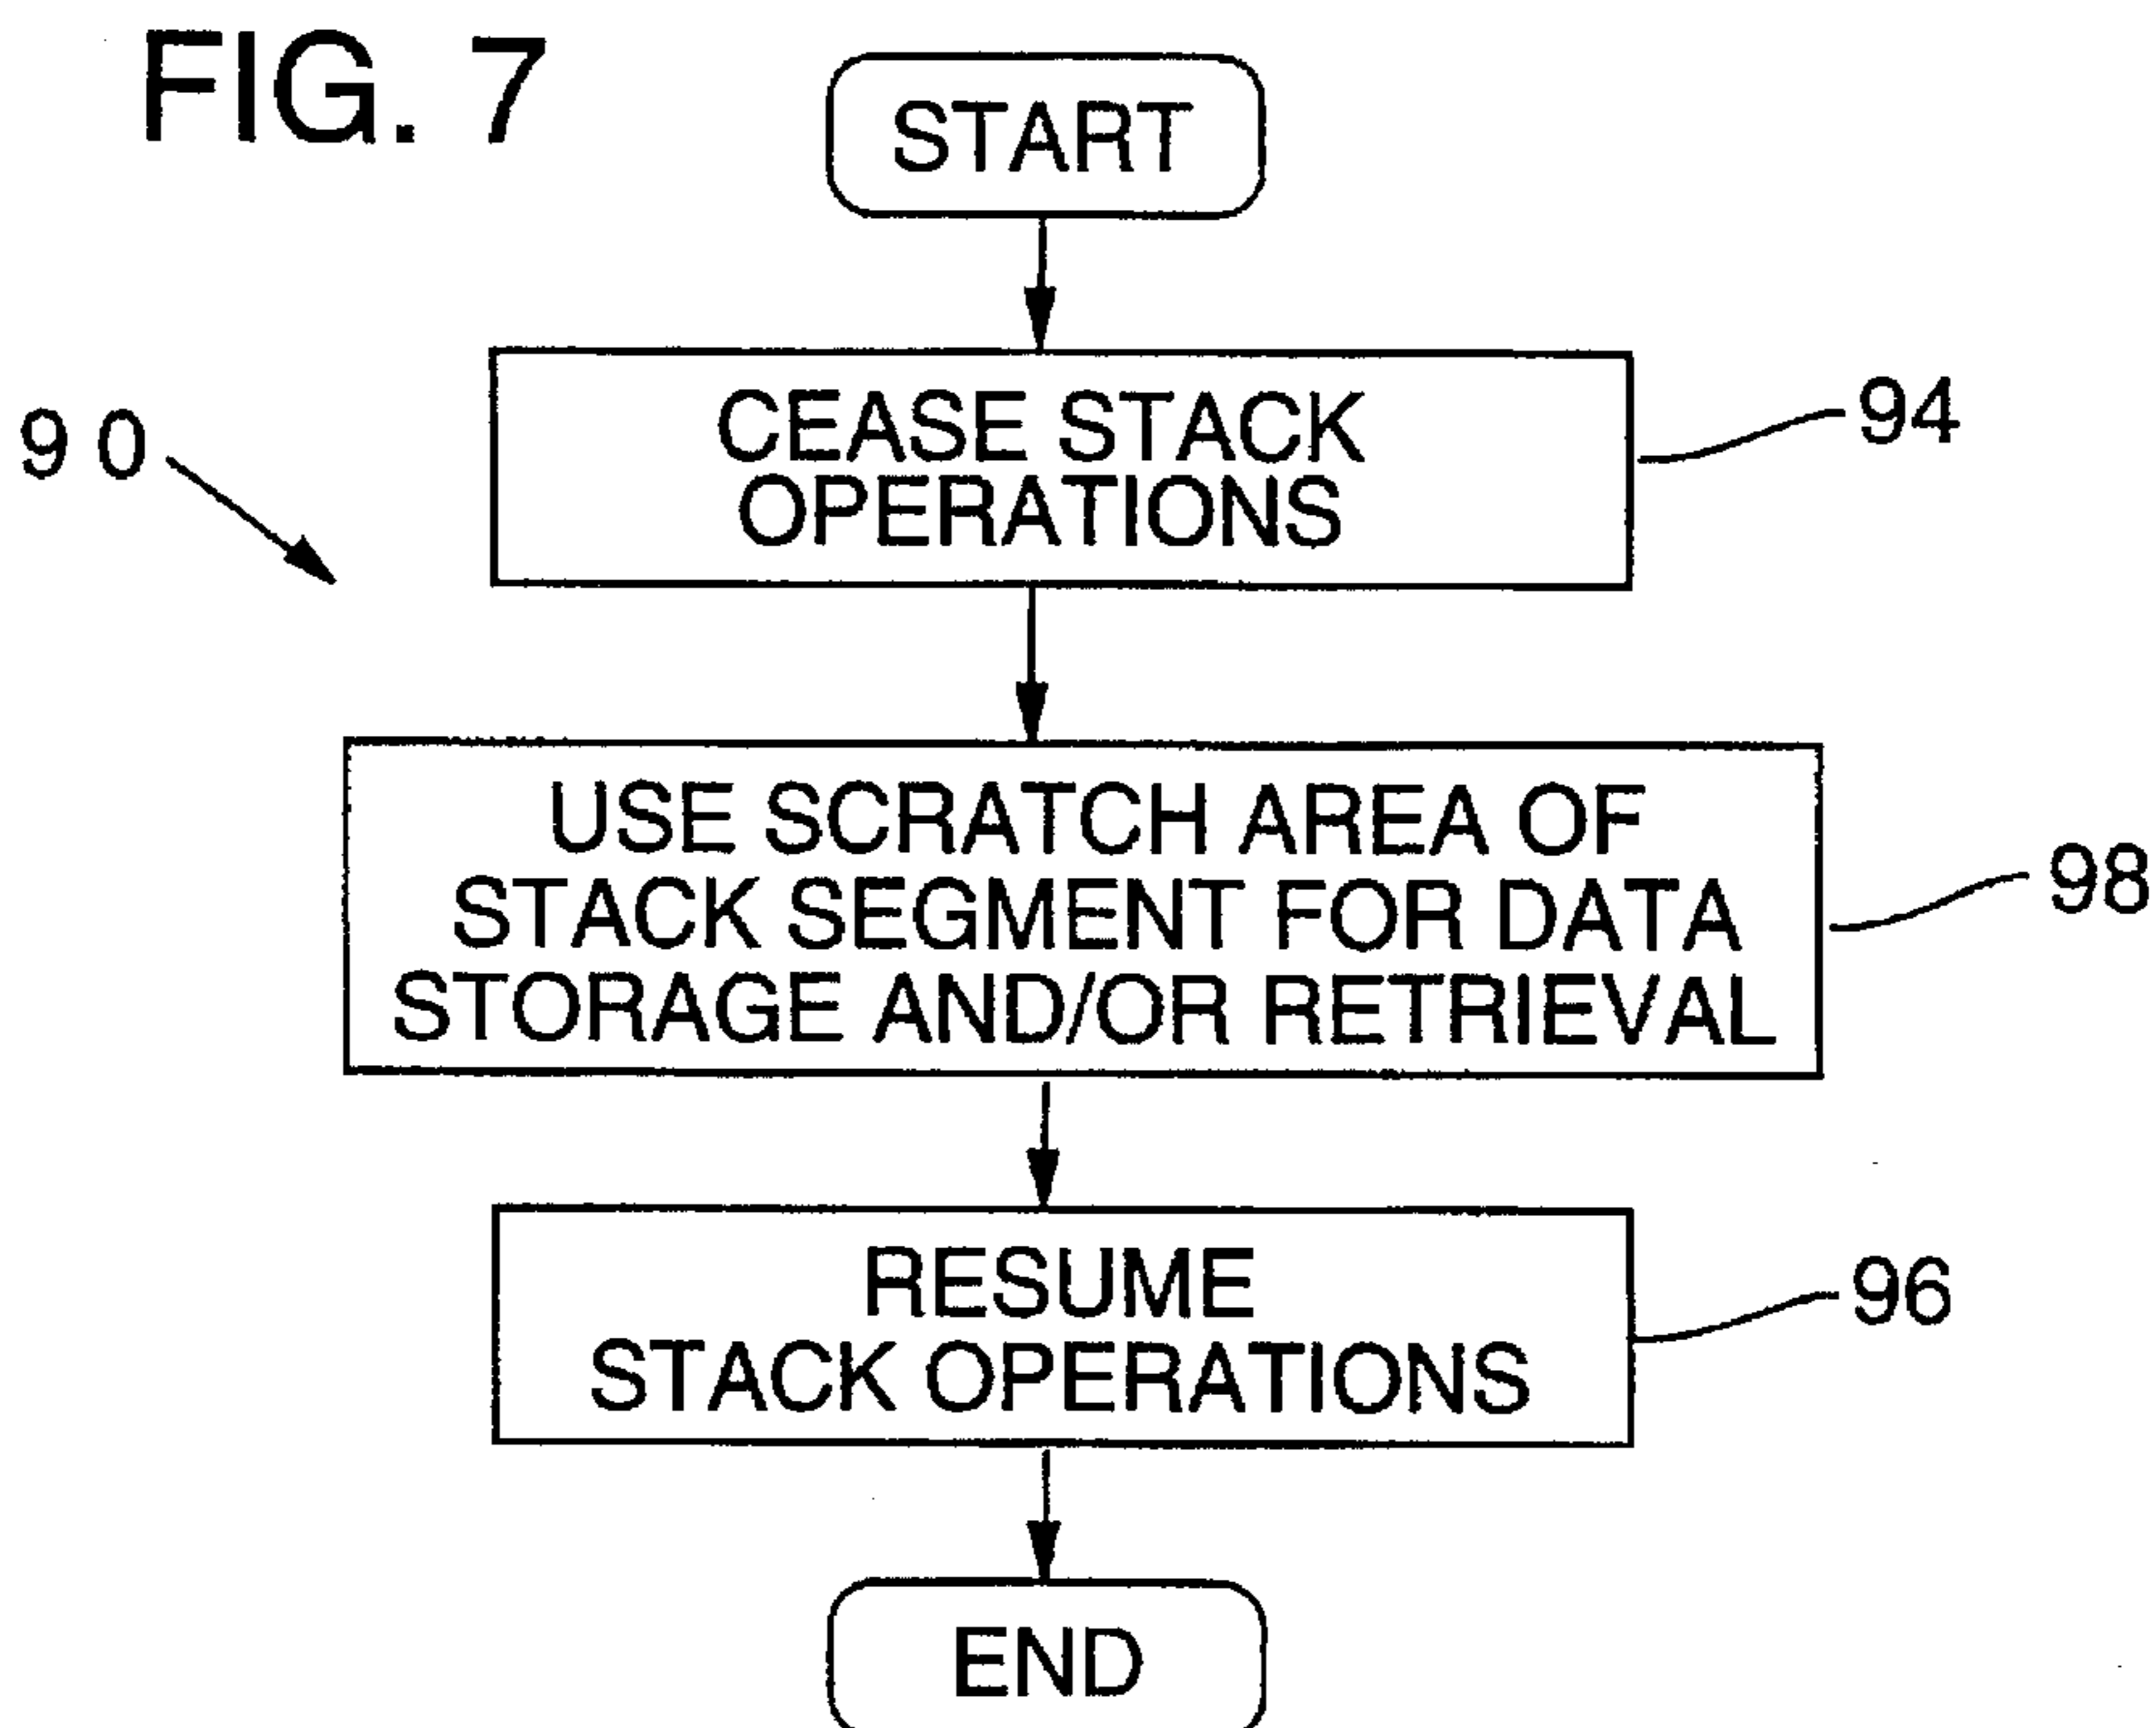 FIG. 7
START
CEASE STACK
OPERATIONS
94
90
USE SCRATCH AREA OF
STACK SEGMENT FOR DATA
STORAGE AND/OR RETRIEVAL
98
RESUME
STACK OPERATIONS
96
END